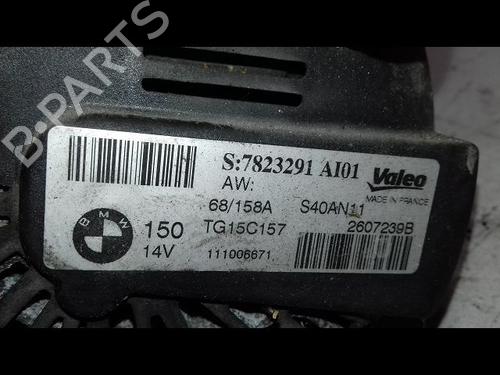 B-PARTS
S:7823291 AI01
Valeo
AW:
MADE IN FRANCE
68/158A S40AN11
BMW
150 TG15C157 2607239B
14V 111006671